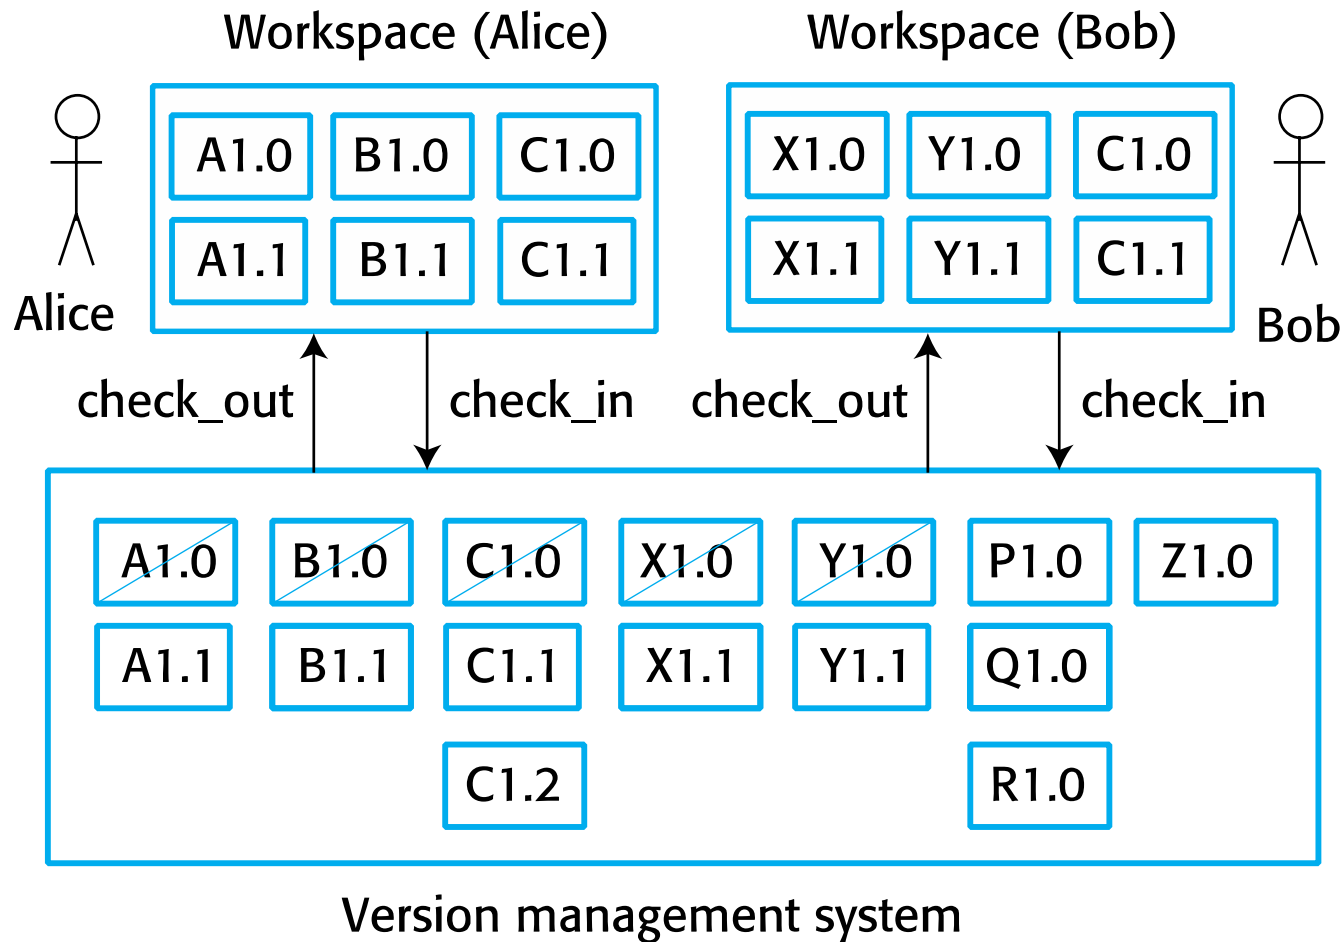 Workspace (Alice) Workspace (Bob)
A1.0 B1.0 C1.0 X1.0 Y1.0 C1.0
A1.1 B1.1 C1.1 X1.1 Y1.1 C1.1
Alice Bob
check_out check_in check_out check_in
A1.0 B1.0 C1.0 X1.0 Y1.0 P1.0 Z1.0
A1.1 B1.1 C1.1 X1.1 Y1.1 Q1.0
C1.2 R1.0
Version management system